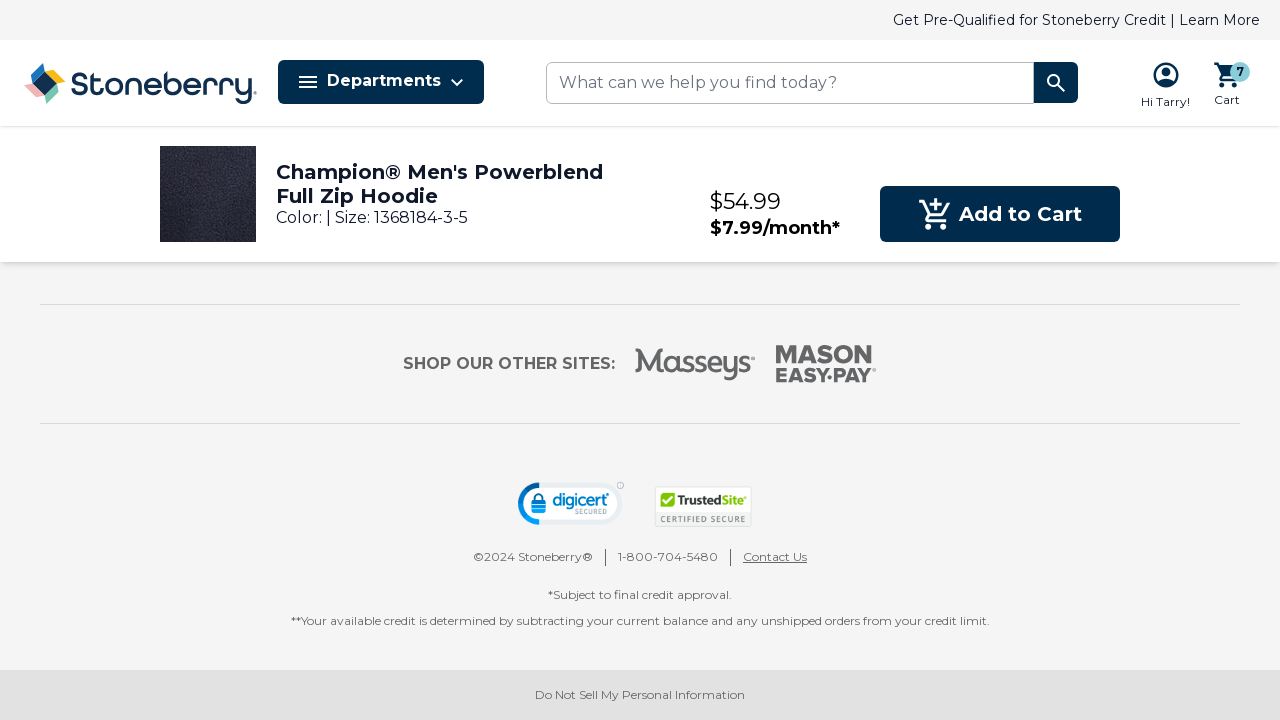 Get Pre-Qualified for Stoneberry Credit | Learn More
Stoneberry®
Departments
What can we help you find today?
Hi Tarry!
7
Cart
Champion® Men's Powerblend
Full Zip Hoodie
Color: | Size: 1368184-3-5
$54.99
$7.99/month*
Add to Cart
SHOP OUR OTHER SITES:
Masseys®
MASON
EASY•PAY®
digicert
SECURED
TrustedSite®
CERTIFIED SECURE
©2024 Stoneberry®
1-800-704-5480
Contact Us
*Subject to final credit approval.
**Your available credit is determined by subtracting your current balance and any unshipped orders from your credit limit.
Do Not Sell My Personal Information